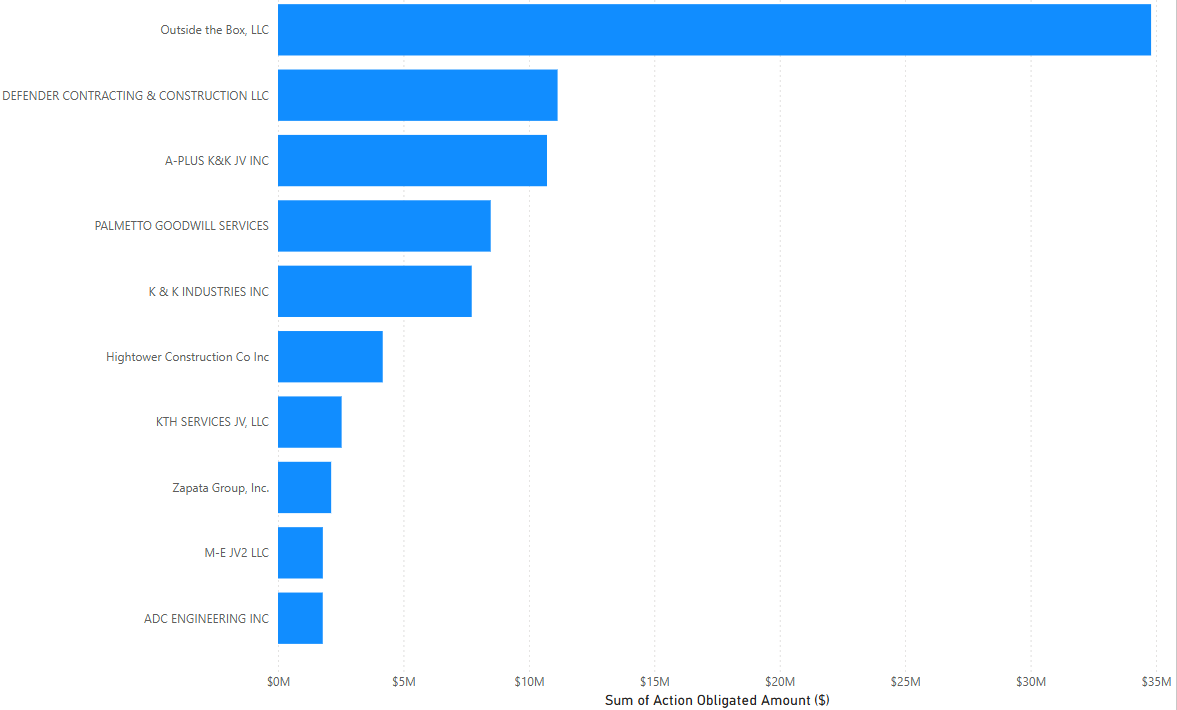 Outside the Box, LLC
DEFENDER CONTRACTING & CONSTRUCTION LLC
A-PLUS K&K JV INC
PALMETTO GOODWILL SERVICES
K & K INDUSTRIES INC
Hightower Construction Co Inc
KTH SERVICES JV, LLC
Zapata Group, Inc.
M-E JV2 LLC
ADC ENGINEERING INC
$0M $5M $10M $15M $20M $25M $30M $35M
Sum of Action Obligated Amount ($)